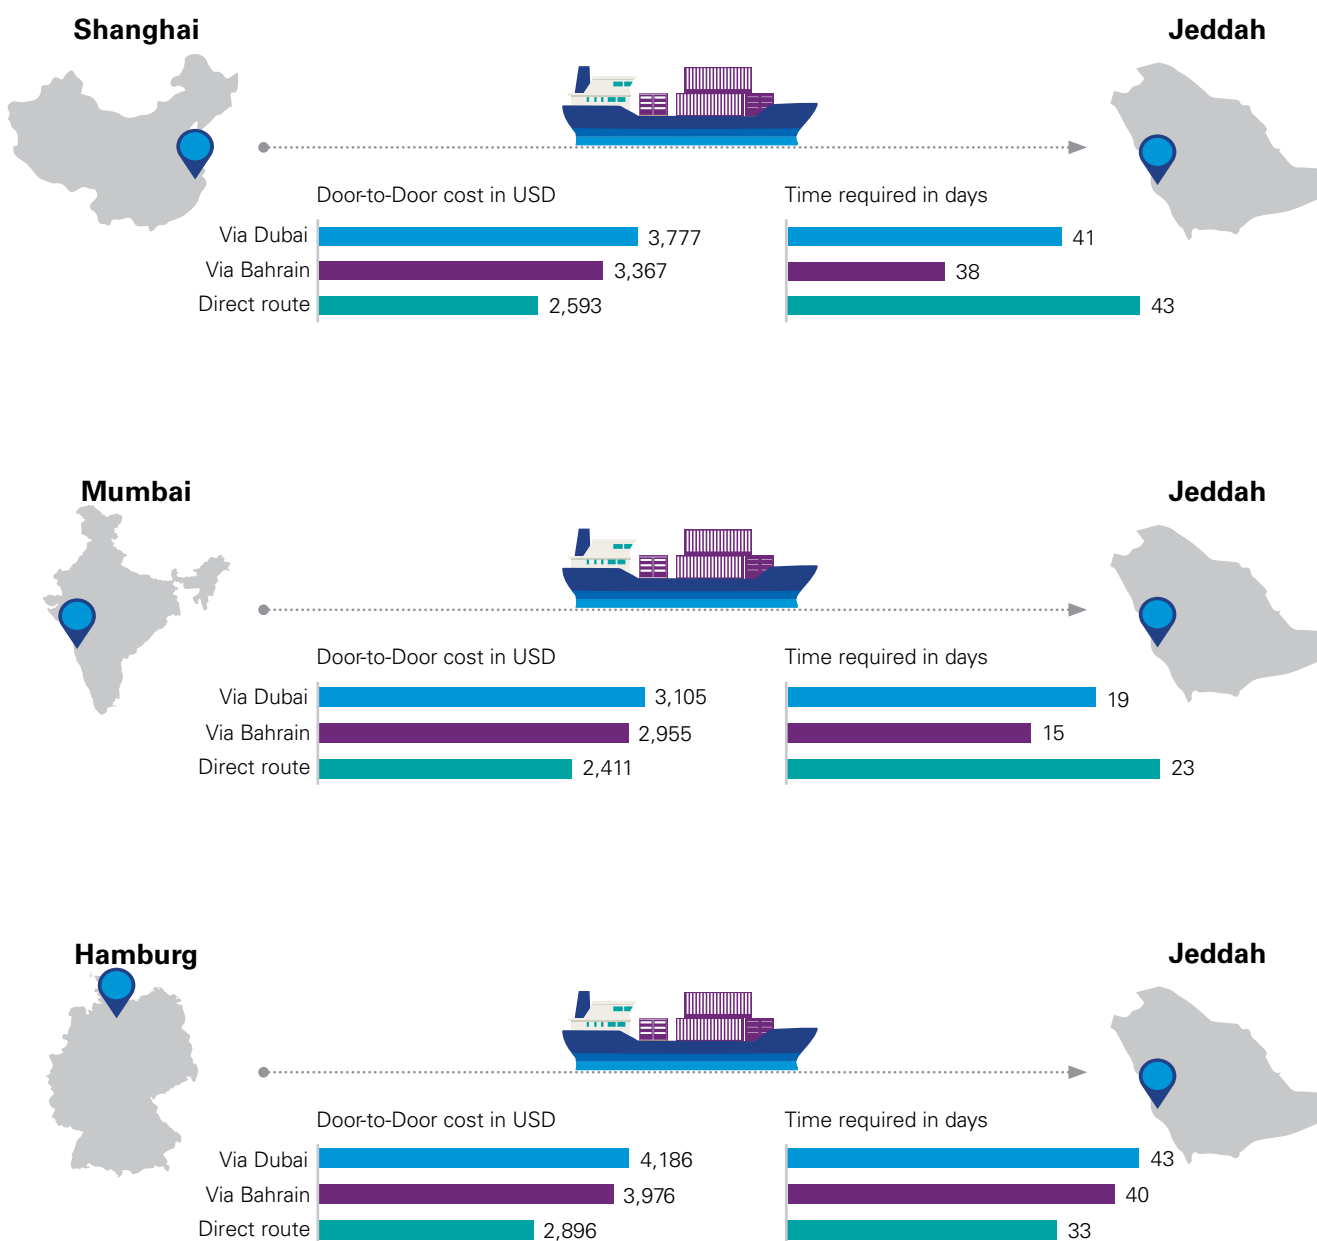 Shanghai
Jeddah
Door-to-Door cost in USD
Time required in days
Via Dubai 3,777 41
Via Bahrain 3,367 38
Direct route 2,593 43
Mumbai
Jeddah
Door-to-Door cost in USD
Time required in days
Via Dubai 3,105 19
Via Bahrain 2,955 15
Direct route 2,411 23
Hamburg
Jeddah
Door-to-Door cost in USD
Time required in days
Via Dubai 4,186 43
Via Bahrain 3,976 40
Direct route 2,896 33